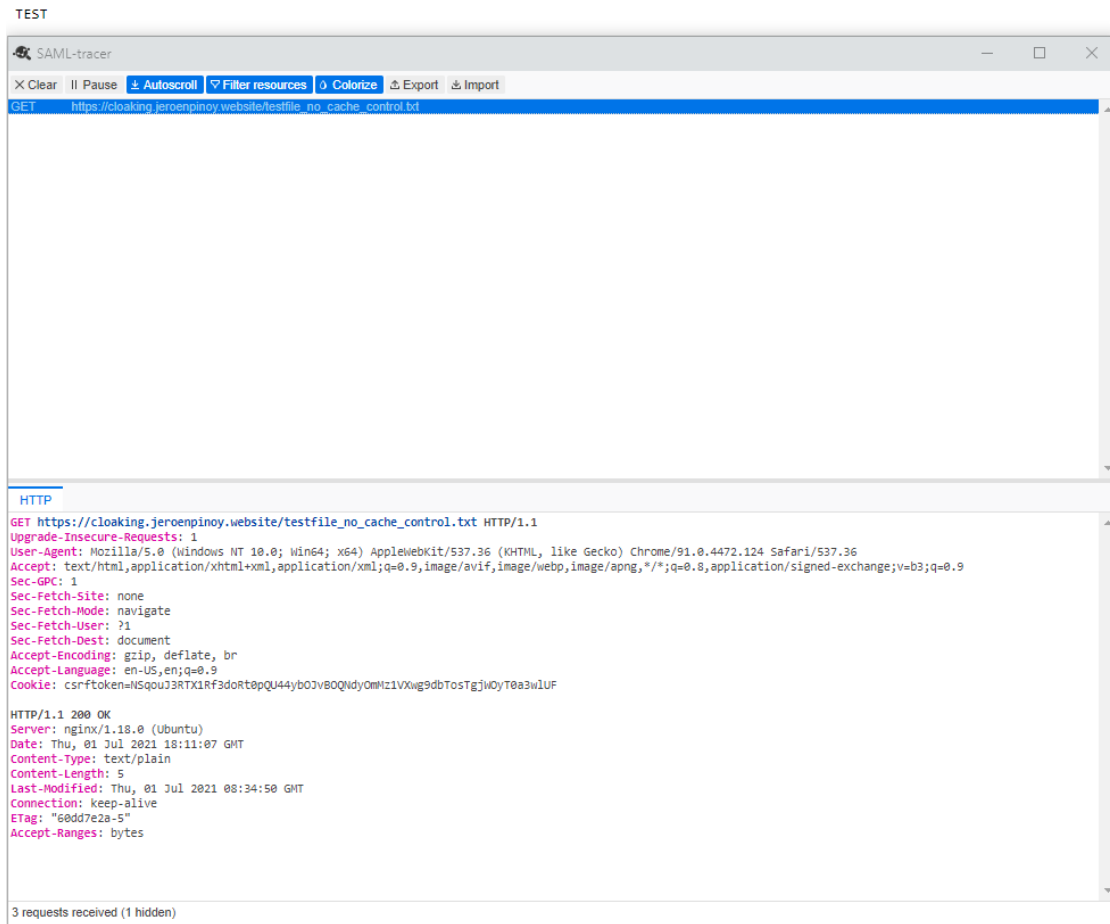 TEST
SAML-tracer
Clear Pause Autoscroll Filter resources Colorize Export Import
GET https://cloaking.jeroenpinoy.website/testfile_no_cache_control.txt
HTTP
GET https://cloaking.jeroenpinoy.website/testfile_no_cache_control.txt HTTP/1.1
Upgrade-Insecure-Requests: 1
User-Agent: Mozilla/5.0 (Windows NT 10.0; Win64; x64) AppleWebKit/537.36 (KHTML, like Gecko) Chrome/91.0.4472.124 Safari/537.36
Accept: text/html,application/xhtml+xml,application/xml;q=0.9,image/avif,image/webp,image/apng,*/*;q=0.8,application/signed-exchange;v=b3;q=0.9
Sec-GPC: 1
Sec-Fetch-Site: none
Sec-Fetch-Mode: navigate
Sec-Fetch-User: ?1
Sec-Fetch-Dest: document
Accept-Encoding: gzip, deflate, br
Accept-Language: en-US,en;q=0.9
Cookie: csrftoken=NSqouJ3RTX1Rf3doRt0pQU44ybOJvBOQNdyOmMz1VXwg9dbTosTgjWOyT0a3wlUF
HTTP/1.1 200 OK
Server: nginx/1.18.0 (Ubuntu)
Date: Thu, 01 Jul 2021 18:11:07 GMT
Content-Type: text/plain
Content-Length: 5
Last-Modified: Thu, 01 Jul 2021 08:34:50 GMT
Connection: keep-alive
ETag: "60dd7e2a-5"
Accept-Ranges: bytes
3 requests received (1 hidden)